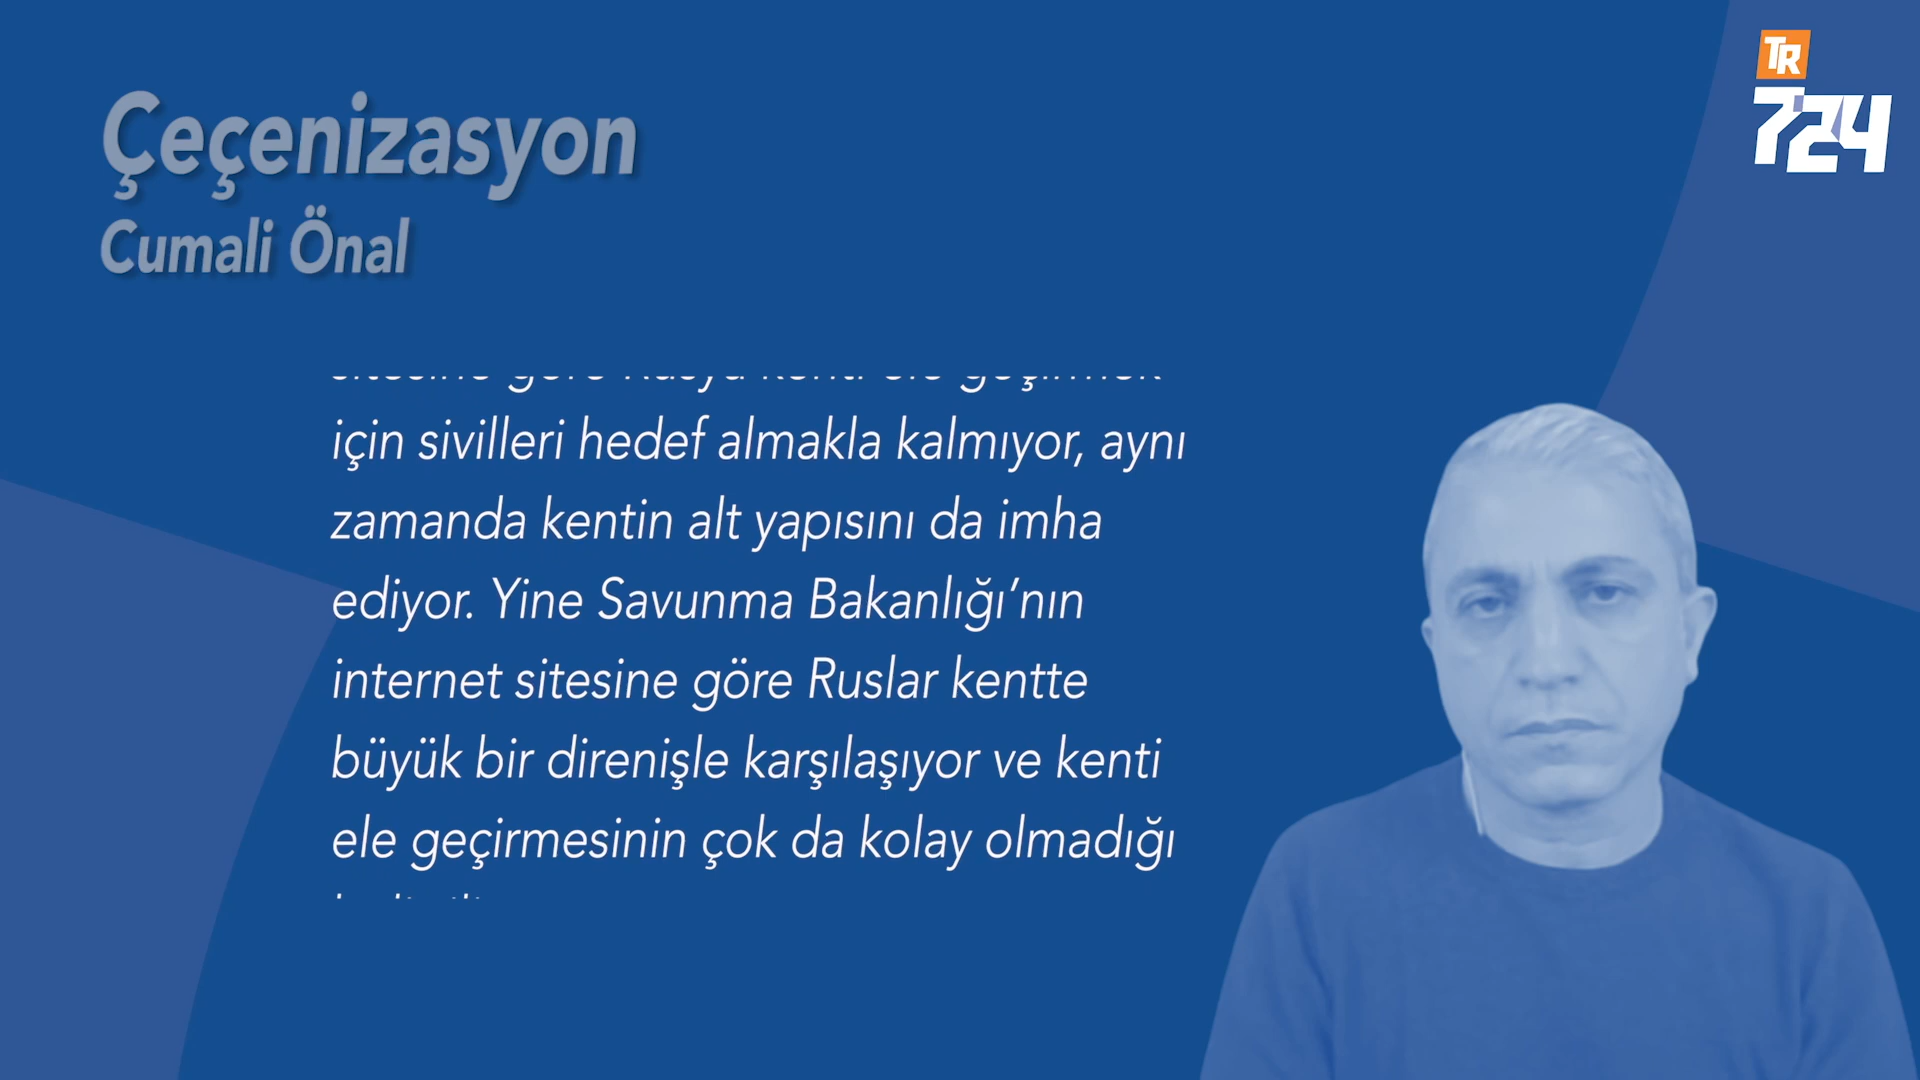 TR
724
Çeçenizasyon
Cumali Önal
için sivilleri hedef almakla kalmıyor, aynı
zamanda kentin alt yapısını da imha
ediyor. Yine Savunma Bakanlığı’nın
internet sitesine göre Ruslar kentte
büyük bir direnişle karşılaşıyor ve kenti
ele geçirmesinin çok da kolay olmadığı